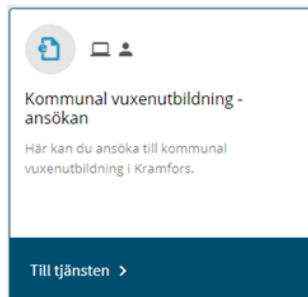 Kommunal vuxenutbildning -
ansökan
Här kan du ansöka till kommunal
vuxenutbildning i Kramfors.
Till tjänsten >